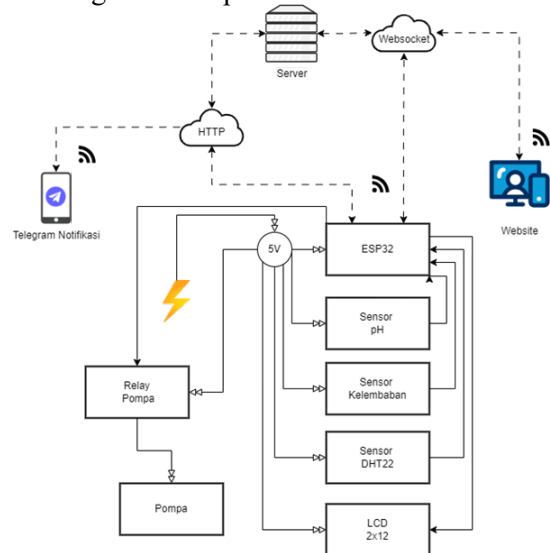 Server
Websocket
HTTP
Telegram Notifikasi
Website
5V
ESP32
Sensor
pH
Relay
Pompa
Sensor
Kelembaban
Sensor
DHT22
Pompa
LCD
2x12